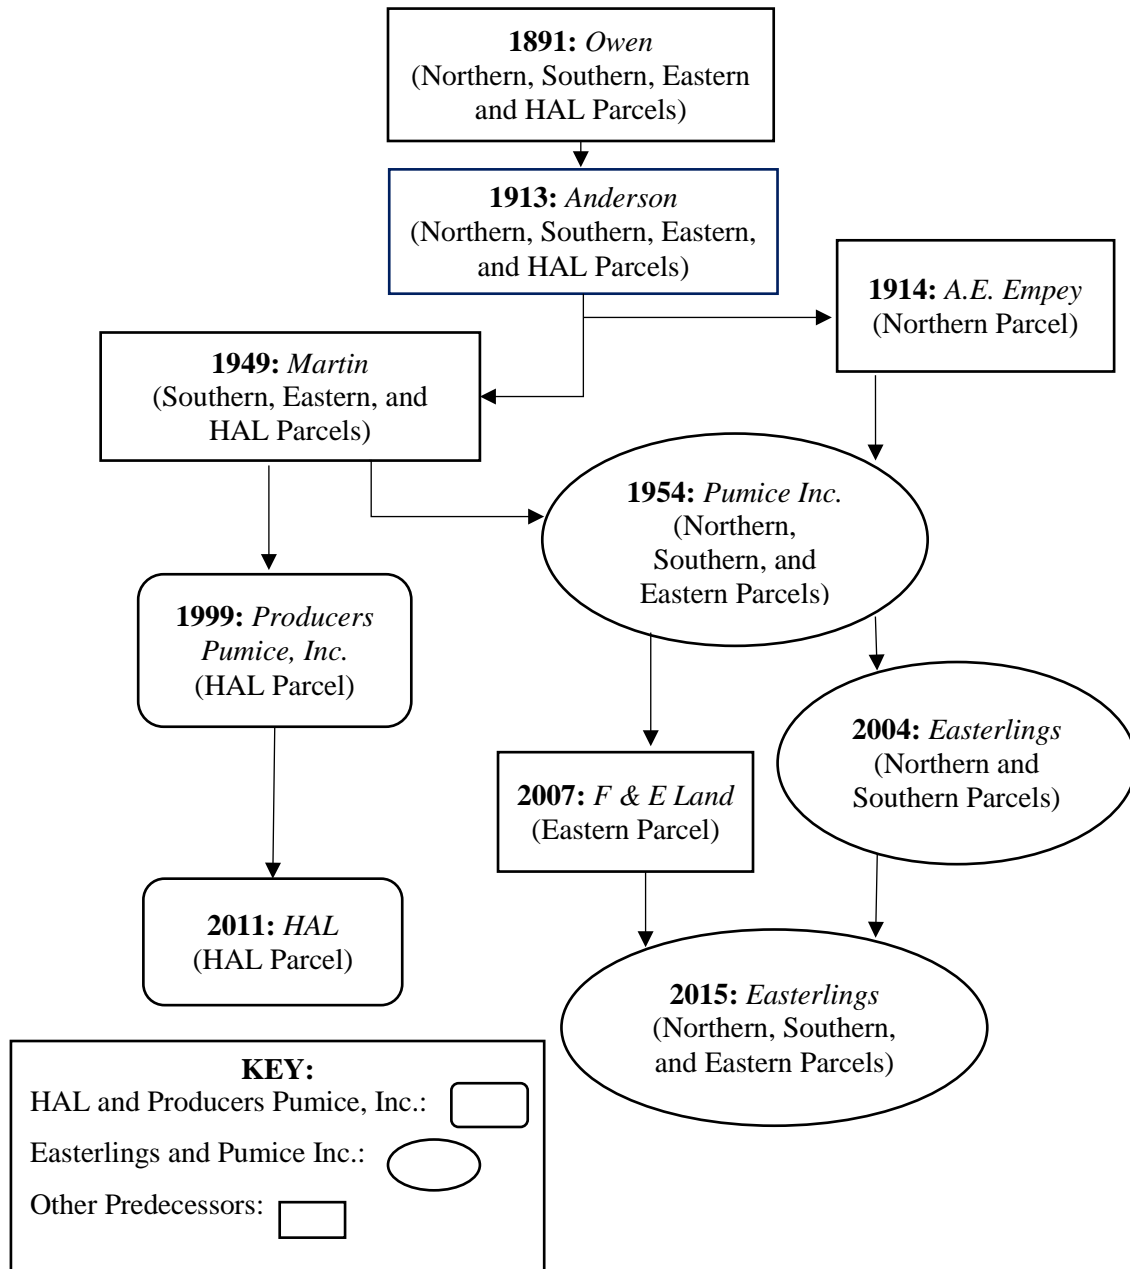 1891: Owen
(Northern, Southern, Eastern
and HAL Parcels)
1913: Anderson
(Northern, Southern, Eastern,
and HAL Parcels)
1914: A.E. Empey
(Northern Parcel)
1949: Martin
(Southern, Eastern, and
HAL Parcels)
1954: Pumice Inc.
(Northern,
Southern, and
Eastern Parcels)
1999: Producers
Pumice, Inc.
(HAL Parcel)
2004: Easterlings
(Northern and
Southern Parcels)
2007: F & E Land
(Eastern Parcel)
2011: HAL
(HAL Parcel)
2015: Easterlings
(Northern, Southern,
and Eastern Parcels)
KEY:
HAL and Producers Pumice, Inc.:
Easterlings and Pumice Inc.:
Other Predecessors: